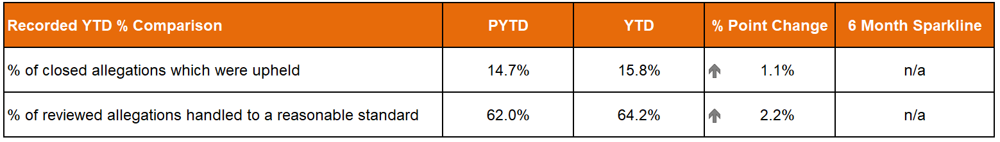 Recorded YTD % Comparison PYTD YTD % Point Change 6 Month Sparkline
% of closed allegations which were upheld 14.7% 15.8% 1.1% n/a
% of reviewed allegations handled to a reasonable standard 62.0% 64.2% 2.2% n/a